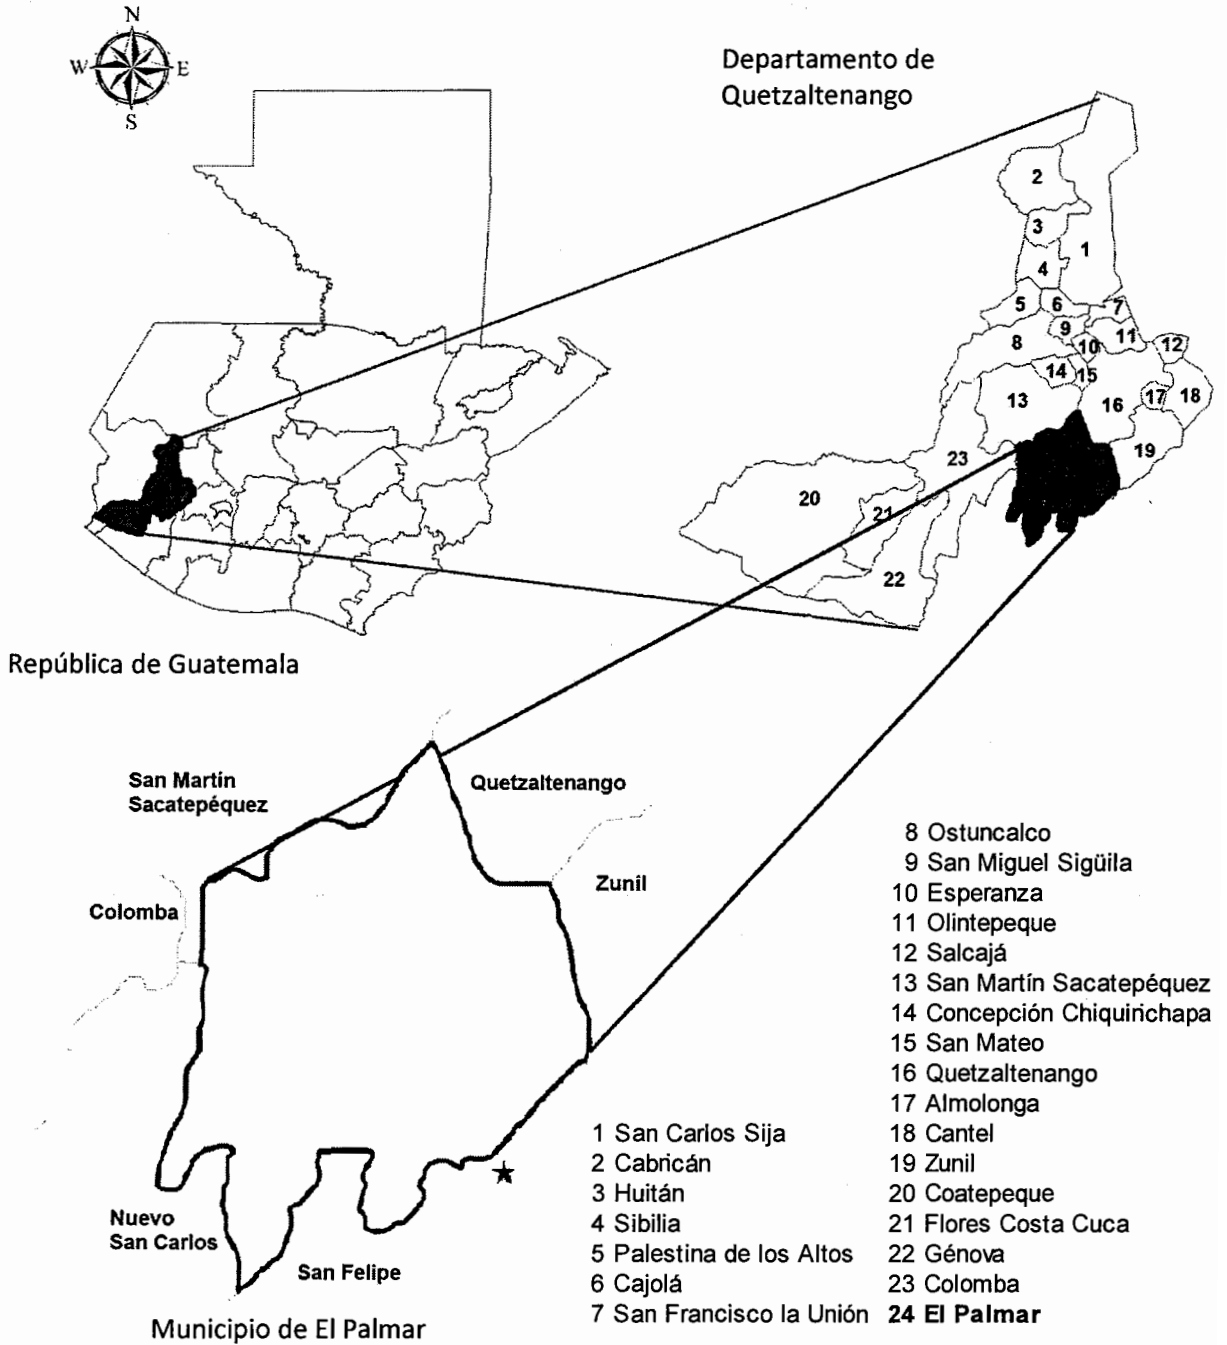 N
W
E
S
Departamento de
Quetzaltenango
2
3
1
4
5
6
7
9
11
8
10
12
14
15
13
16
17
18
19
23
20
21
22
República de Guatemala
San Martín
Sacatepéquez
Quetzaltenango
Zunil
Colomba
Nuevo
San Carlos
San Felipe
Municipio de El Palmar
1 San Carlos Sija
2 Cabricán
3 Huitán
4 Sibilia
5 Palestina de los Altos
6 Cajolá
7 San Francisco la Unión
8 Ostuncalco
9 San Miguel Sigüila
10 Esperanza
11 Olintepeque
12 Salcajá
13 San Martín Sacatepéquez
14 Concepción Chiquirichapa
15 San Mateo
16 Quetzaltenango
17 Almolonga
18 Cantel
19 Zunil
20 Coatepeque
21 Flores Costa Cuca
22 Génova
23 Colomba
24 El Palmar